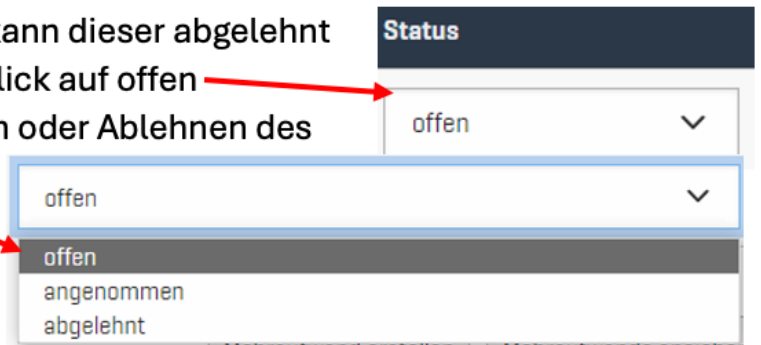 kann dieser abgelehnt
Status
lick auf offen
oder Ablehnen des
offen
offen
offen
angenommen
abgelehnt